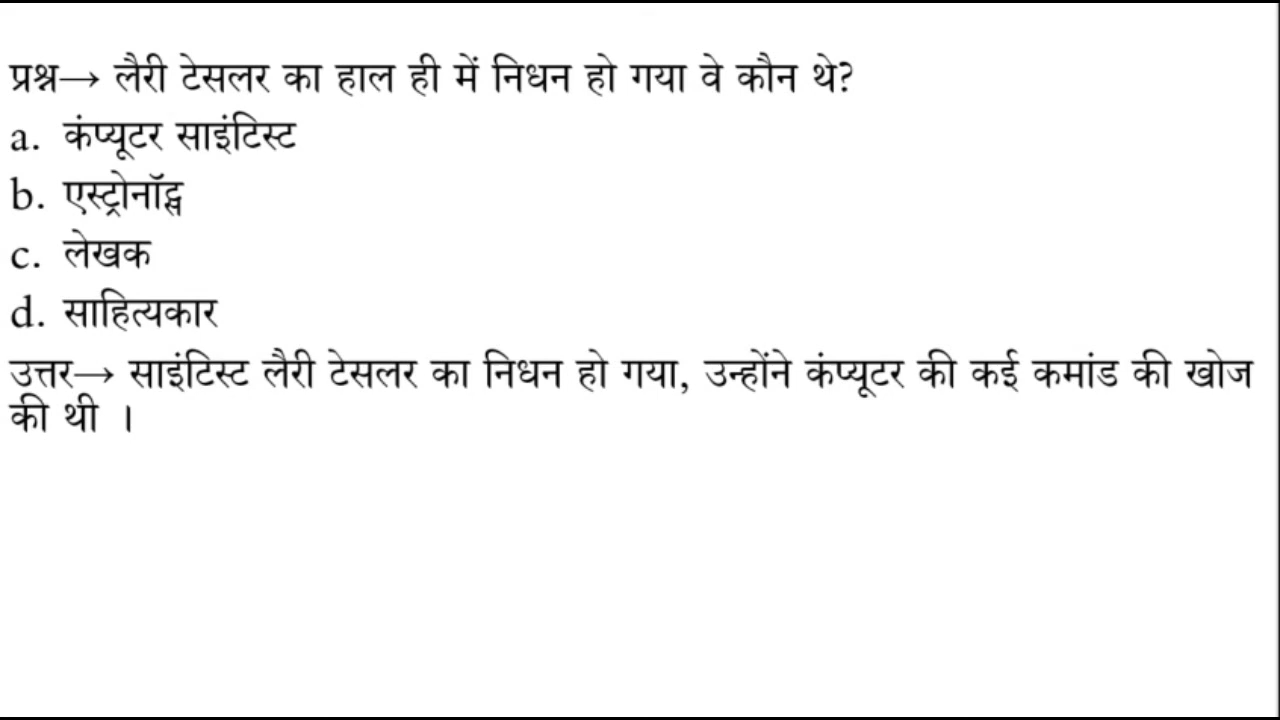 प्रश्न→ लैरी टेसलर का हाल ही में निधन हो गया वे कौन थे?
a. कंप्यूटर साइंटिस्ट
b. एस्ट्रोनॉट्स
c. लेखक
d. साहित्यकार
उत्तर→ साइंटिस्ट लैरी टेसलर का निधन हो गया, उन्होंने कंप्यूटर की कई कमांड की खोज
की थी ।